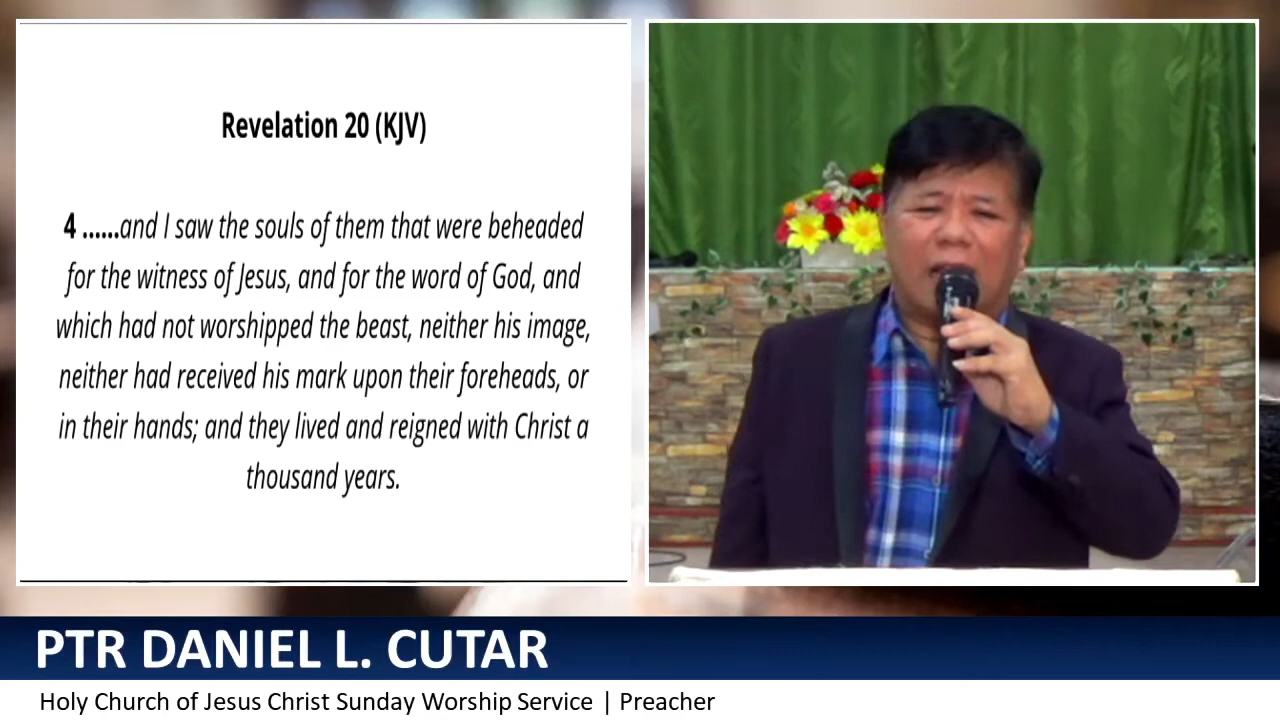 Revelation 20 (KJV)
4 ......and I saw the souls of them that were beheaded
for the witness of Jesus, and for the word of God, and
which had not worshipped the beast, neither his image,
neither had received his mark upon their foreheads, or
in their hands; and they lived and reigned with Christ a
thousand years.
PTR DANIEL L. CUTAR
Holy Church of Jesus Christ Sunday Worship Service | Preacher